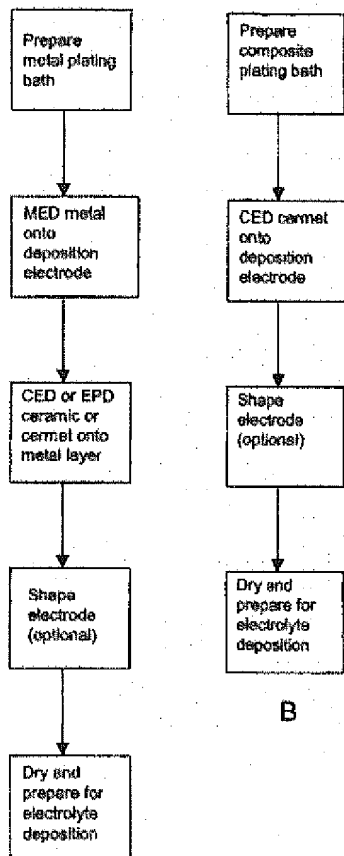 Prepare
metal plating
bath
MED metal
onto
deposition
electrode
CED or EPD
ceramic or
cermet onto
metal layer
Shape
electrode
(optional)
Dry and
prepare for
electrolyte
deposition
Prepare
composite
plating bath
CED cermet
onto
deposition
electrode
Shape
electrode
(optional)
Dry and
prepare for
electrolyte
deposition
B